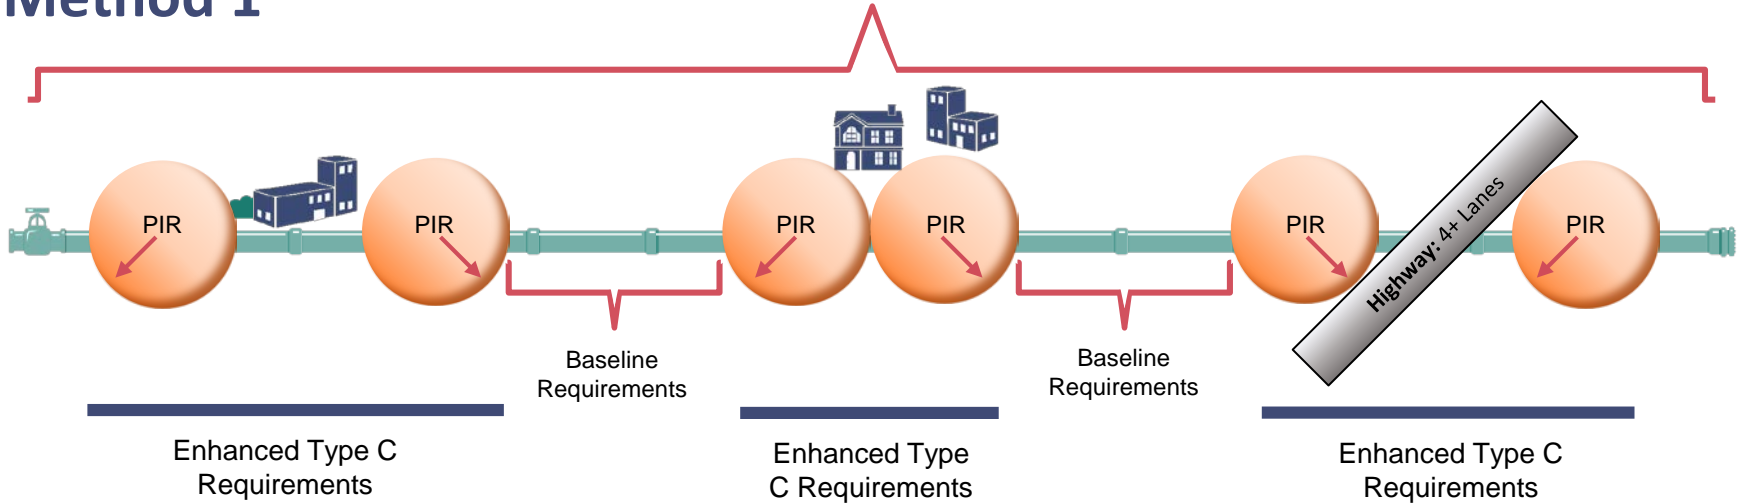 Method 1
PIR
PIR
PIR
PIR
PIR
PIR
Highway: 4+ Lanes
Baseline
Requirements
Baseline
Requirements
Enhanced Type C
Requirements
Enhanced Type
C Requirements
Enhanced Type C
Requirements